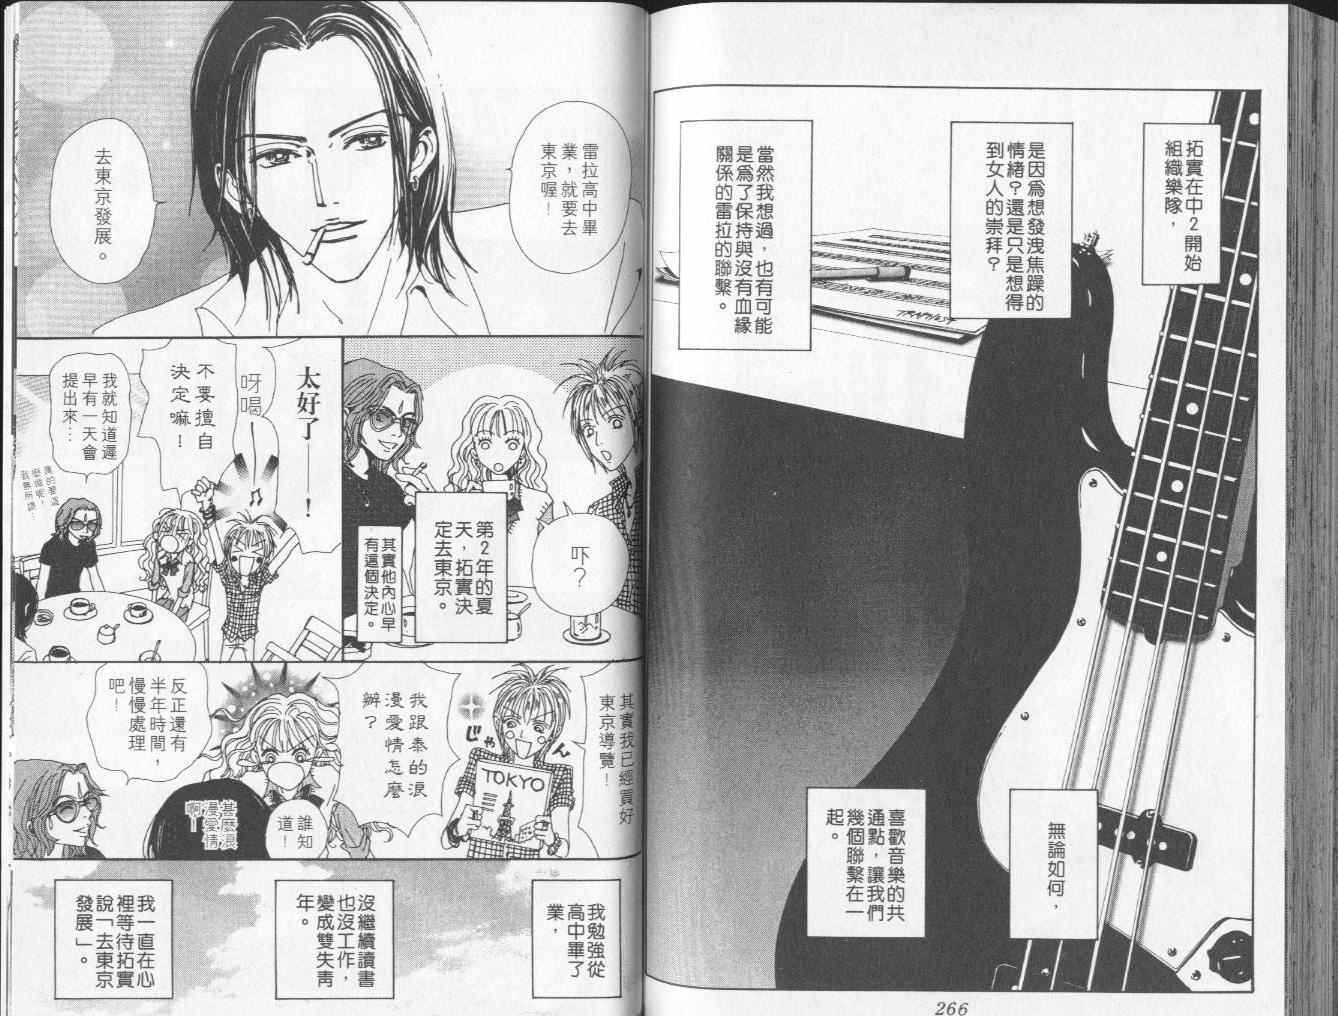 拓實在中2開始
組織樂隊，
是因為想發洩焦躁的
情緒？還是只是想得
到女人的崇拜？
當然我想過，也有可能
是為了保持與沒有血緣
關係的雷拉的聯繫。
TRAPNEST
無論如何，
喜歡音樂的共
通點，讓我們
幾個聯繫在一
起。
266
雷拉高中畢
業，就要去
東京喔！
去東京發展。
吓？
第2年的夏
天，拓實決
定去東京。
其實他內心早
有這個決定。
太好了——！
呀喝
不要擅自
決定嘛！
我就知道遲
早有一天會
提出來…
其實我已經買好
東京導覽！
じゃーん
TOKYO
我跟泰的浪
漫愛情怎麼
辦？
誰知
道！
甚麼浪
漫愛情
啊！
反正還有
半年時間，
慢慢處理
吧！
我勉強從
高中畢了
業，
沒繼續讀書
也沒工作，
變成雙失青
年。
我一直在心
裡等待拓實
說「去東京
發展」。